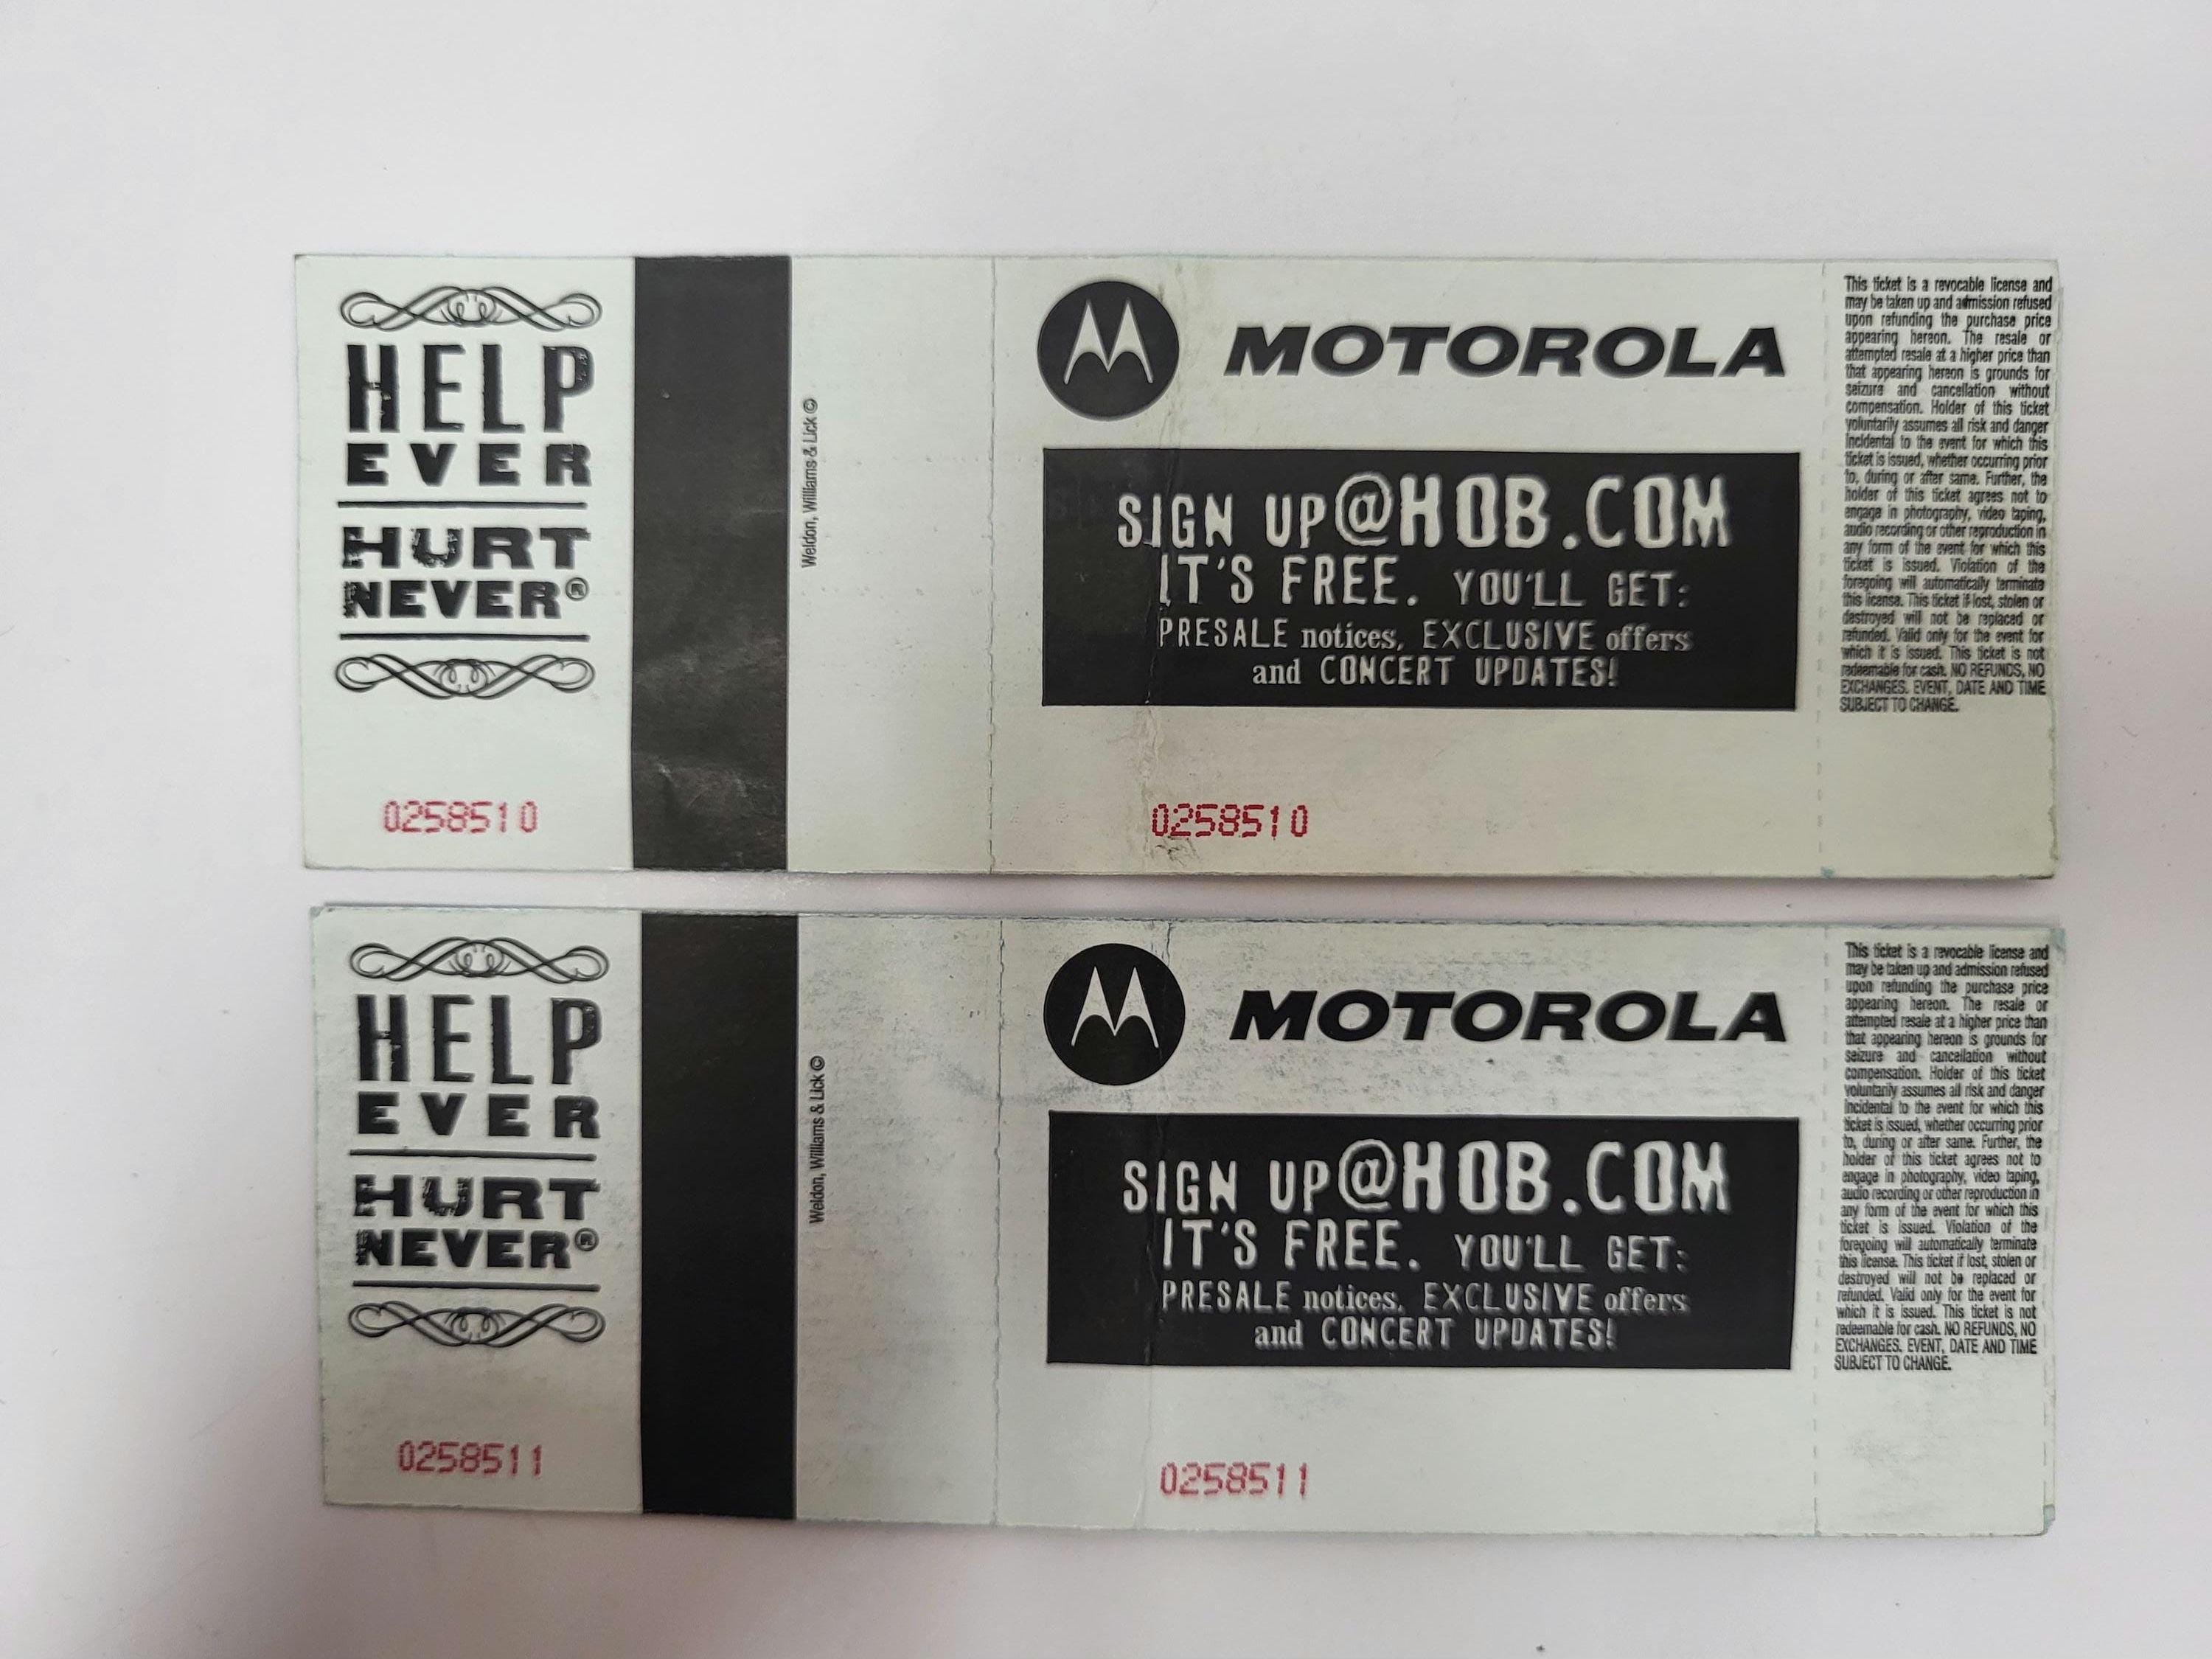 HELP
EVER
HURT
NEVER®
0258510
Weldon, Williams & Lick ©
MOTOROLA
SIGN UP@HOB.COM
IT'S FREE. YOU'LL GET:
PRESALE notices, EXCLUSIVE offers
and CONCERT UPDATES!
0258510
This ticket is a revocable license and
may be taken up and admission refused
upon refunding the purchase price
appearing hereon. The resale or
attempted resale at a higher price than
that appearing hereon is grounds for
seizure and cancellation without
compensation. Holder of this ticket
voluntarily assumes all risk and danger
incidental to the event for which this
ticket is issued, whether occurring prior
to, during or after same. Further, the
holder of this ticket agrees not to
engage in photography, video taping,
audio recording or other reproduction in
any form of the event for which this
ticket is issued. Violation of the
foregoing will automatically terminate
this license. This ticket if lost, stolen or
destroyed will not be replaced or
refunded. Valid only for the event for
which it is issued. This ticket is not
redeemable for cash. NO REFUNDS, NO
EXCHANGES. EVENT, DATE AND TIME
SUBJECT TO CHANGE.
HELP
EVER
HURT
NEVER®
0258511
Weldon, Williams & Lick ©
MOTOROLA
SIGN UP@HOB.COM
IT'S FREE. YOU'LL GET:
PRESALE notices, EXCLUSIVE offers
and CONCERT UPDATES!
0258511
This ticket is a revocable license and
may be taken up and admission refused
upon refunding the purchase price
appearing hereon. The resale or
attempted resale at a higher price than
that appearing hereon is grounds for
seizure and cancellation without
compensation. Holder of this ticket
voluntarily assumes all risk and danger
incidental to the event for which this
ticket is issued, whether occurring prior
to, during or after same. Further, the
holder of this ticket agrees not to
engage in photography, video taping,
audio recording or other reproduction in
any form of the event for which this
ticket is issued. Violation of the
foregoing will automatically terminate
this license. This ticket if lost, stolen or
destroyed will not be replaced or
refunded. Valid only for the event for
which it is issued. This ticket is not
redeemable for cash. NO REFUNDS, NO
EXCHANGES. EVENT, DATE AND TIME
SUBJECT TO CHANGE.